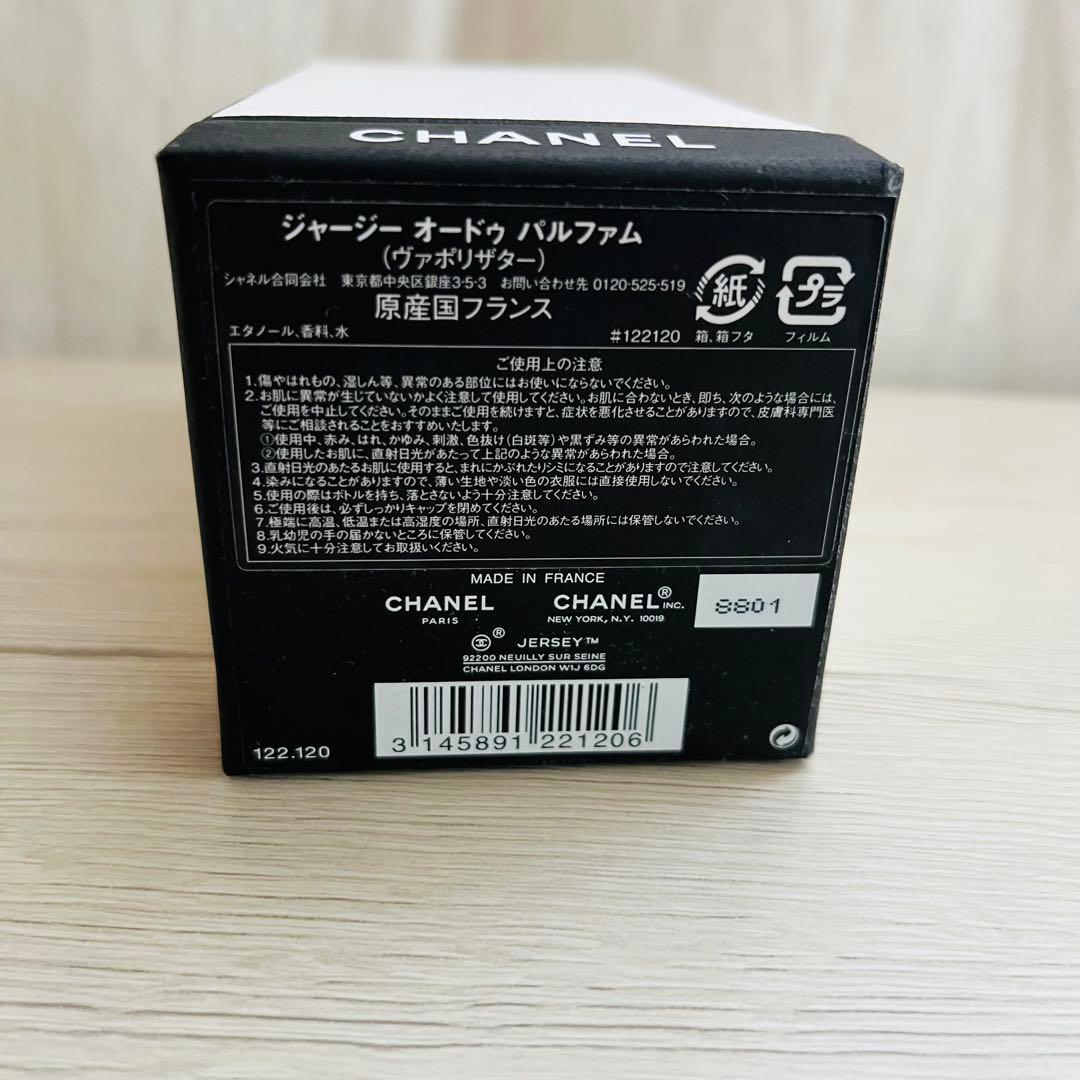 CHANEL
ジャージー オードゥ パルファム
(ヴァポリザター)
シャネル合同会社 東京都中央区銀座3-5-3 お問い合わせ先 0120-525-519
原産国フランス
紙
プラ
エタノール、香料、水
#122120 箱、箱フタ フィルム
ご使用上の注意
1.傷やはれもの、湿しん等、異常のある部位にはお使いにならないでください。
2.お肌に異常が生じていないかよく注意して使用してください。お肌に合わないとき、即ち、次のような場合には、
ご使用を中止してください。そのままご使用を続けますと、症状を悪化させることがありますので、皮膚科専門医
等にご相談されることをおすすめいたします。
①使用中、赤み、はれ、かゆみ、刺激、色抜け(白斑等)や黒ずみ等の異常があらわれた場合。
②使用したお肌に、直射日光があたって上記のような異常があらわれた場合。
3.直射日光のあたるお肌に使用すると、まれにかぶれたりシミになることがありますので注意してください。
4.染みになることがありますので、薄い生地や淡い色の衣服には直接使用しないでください。
5.使用の際はボトルを持ち、落とさないよう十分注意してください。
6.ご使用後は、必ずしっかりキャップを閉めてください。
7.極端に高温、低温または高湿度の場所、直射日光のあたる場所には保管しないでください。
8.乳幼児の手の届かないところに保管してください。
9.火気に十分注意してお取扱いください。
MADE IN FRANCE
CHANEL CHANEL® INC.
PARIS NEW YORK, N.Y. 10019
8801
® JERSEY™
92200 NEUILLY SUR SEINE
CHANEL LONDON W1J 6DG
3 145891 221206
122.120